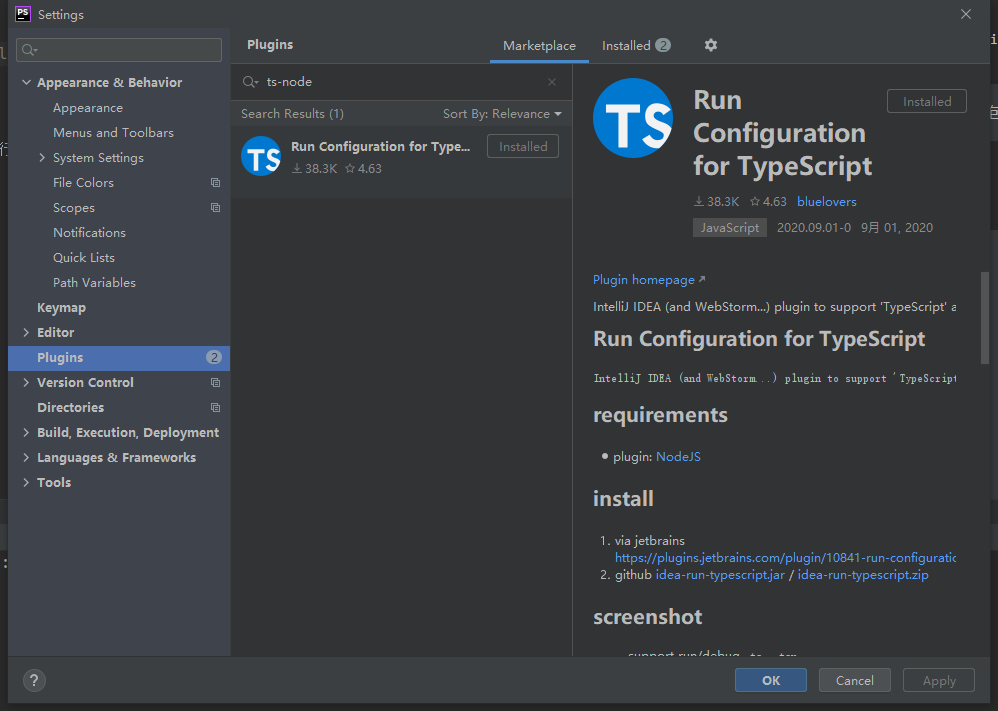 PS
Settings
Appearance & Behavior
Appearance
Menus and Toolbars
System Settings
File Colors
Scopes
Notifications
Quick Lists
Path Variables
Keymap
Editor
Plugins 2
Version Control
Directories
Build, Execution, Deployment
Languages & Frameworks
Tools
Plugins
Marketplace
Installed 2
ts-node
Search Results (1) Sort By: Relevance
TS
Run Configuration for Type... Installed
38.3K 4.63
TS
Run
Configuration
for TypeScript
Installed
38.3K 4.63 bluelovers
JavaScript 2020.09.01-0 9月 01, 2020
Plugin homepage
IntelliJ IDEA (and WebStorm...) plugin to support 'TypeScript' a
Run Configuration for TypeScript
IntelliJ IDEA (and WebStorm...) plugin to support `TypeScript
requirements
• plugin: NodeJS
install
1. via jetbrains
https://plugins.jetbrains.com/plugin/10841-run-configuratic
2. github idea-run-typescript.jar / idea-run-typescript.zip
screenshot
?
OK
Cancel
Apply